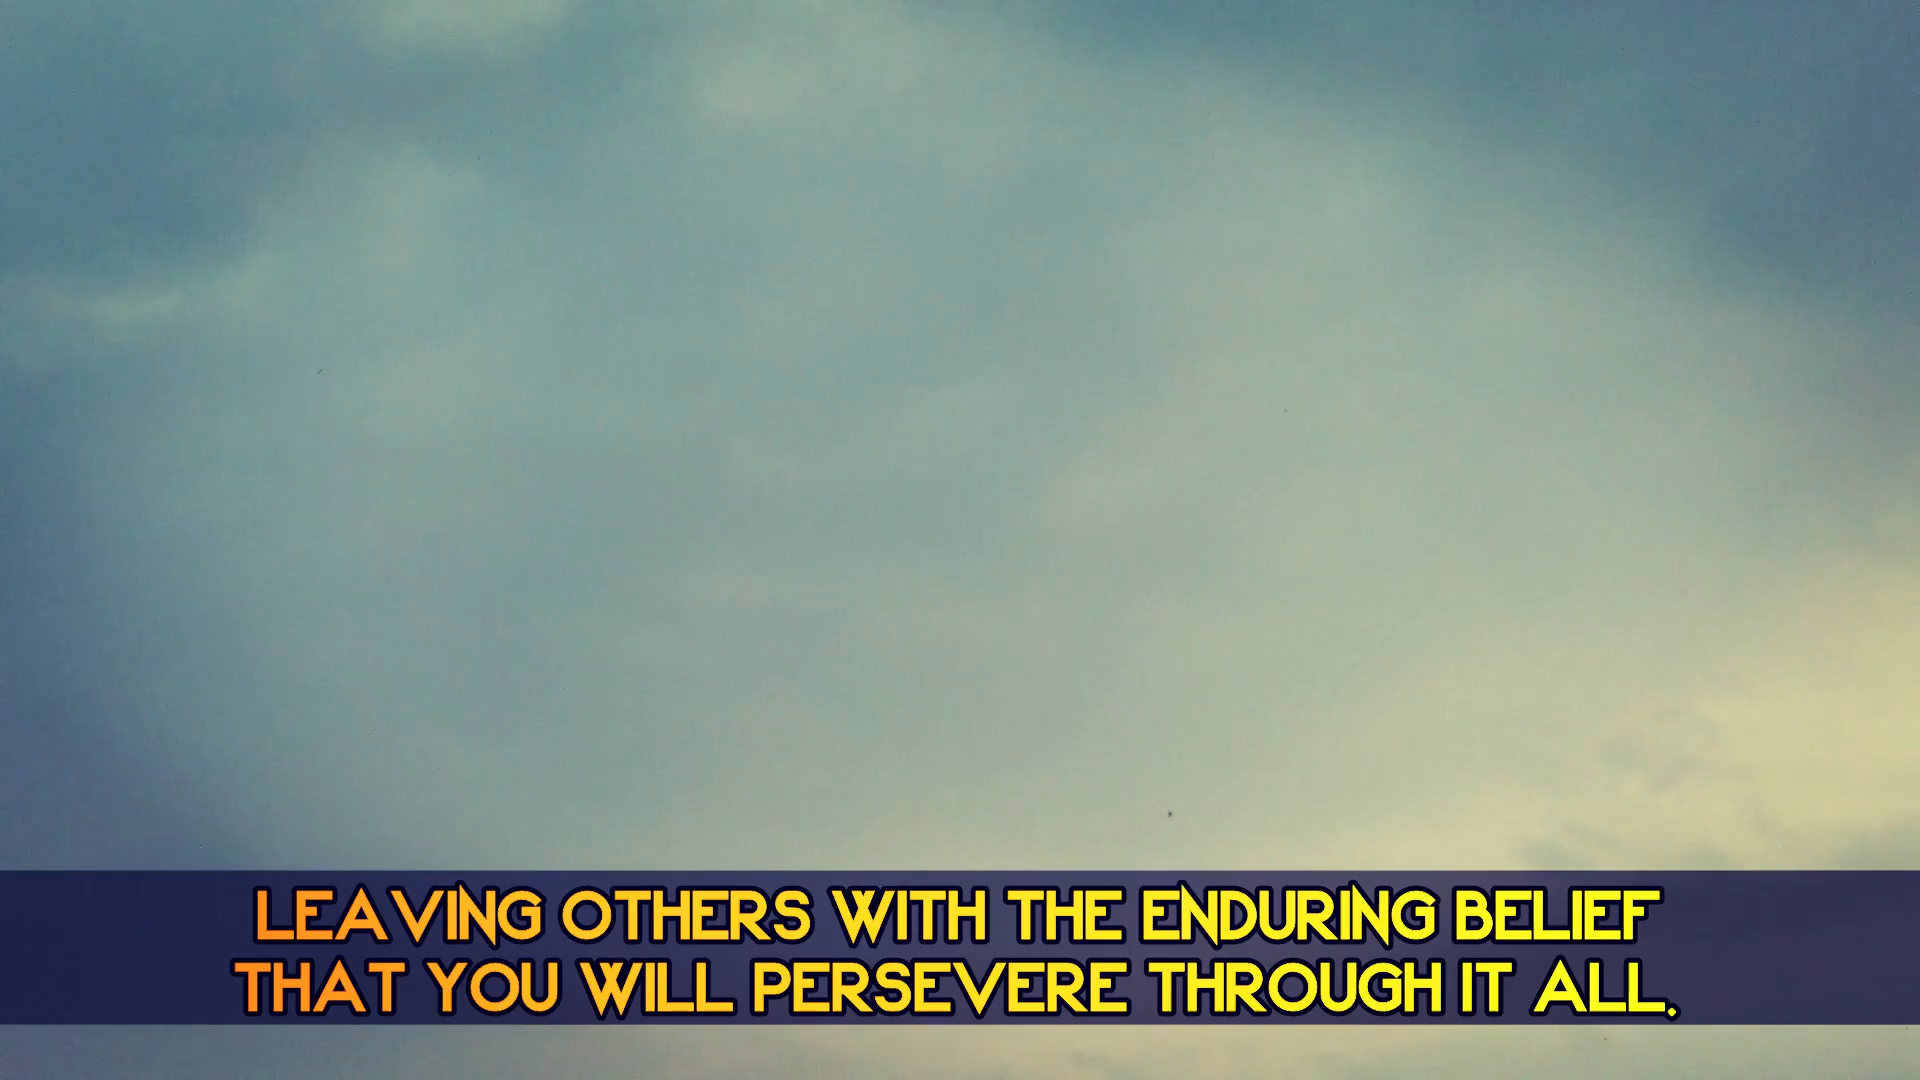 LEAVING OTHERS WITH THE ENDURING BELIEF
THAT YOU WILL PERSEVERE THROUGH IT ALL.